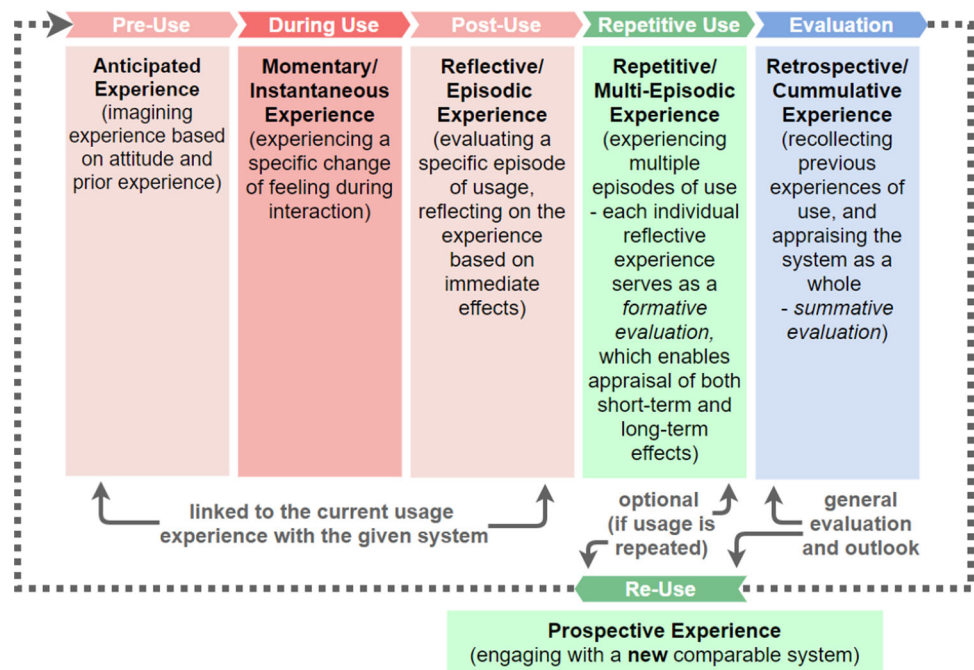 Pre-Use
During Use
Post-Use
Repetitive Use
Evaluation
Anticipated
Experience
(imagining
experience based
on attitude and
prior experience)
Momentary/
Instantaneous
Experience
(experiencing a
specific change
of feeling during
interaction)
Reflective/
Episodic
Experience
(evaluating a
specific episode
of usage,
reflecting on the
experience
based on
immediate
effects)
Repetitive/
Multi-Episodic
Experience
(experiencing
multiple
episodes of use
- each individual
reflective
experience
serves as a
formative
evaluation,
which enables
appraisal of both
short-term and
long-term
effects)
Retrospective/
Cummulative
Experience
(recollecting
previous
experiences of
use, and
appraising the
system as a
whole
- summative
evaluation)
linked to the current usage
experience with the given system
optional
(if usage is
repeated)
general
evaluation
and outlook
Re-Use
Prospective Experience
(engaging with a new comparable system)